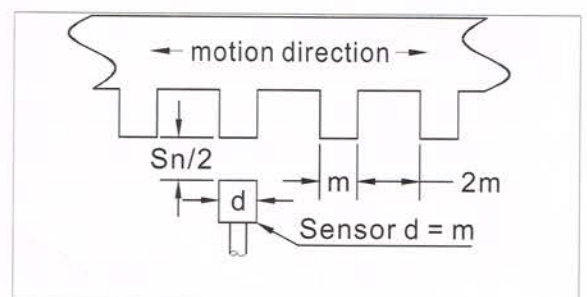 motion direction
Sn/2
m
2m
d
Sensor d = m